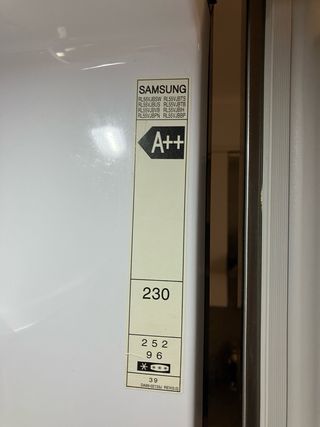 SAMSUNG
RL55VJBSW RL55VJBTS
RL55VJBUS RL55VJBTB
RL55VJBVB RL55VJBIH
RL55VJBPN RL55VJBBP
A++
230
252
96
39